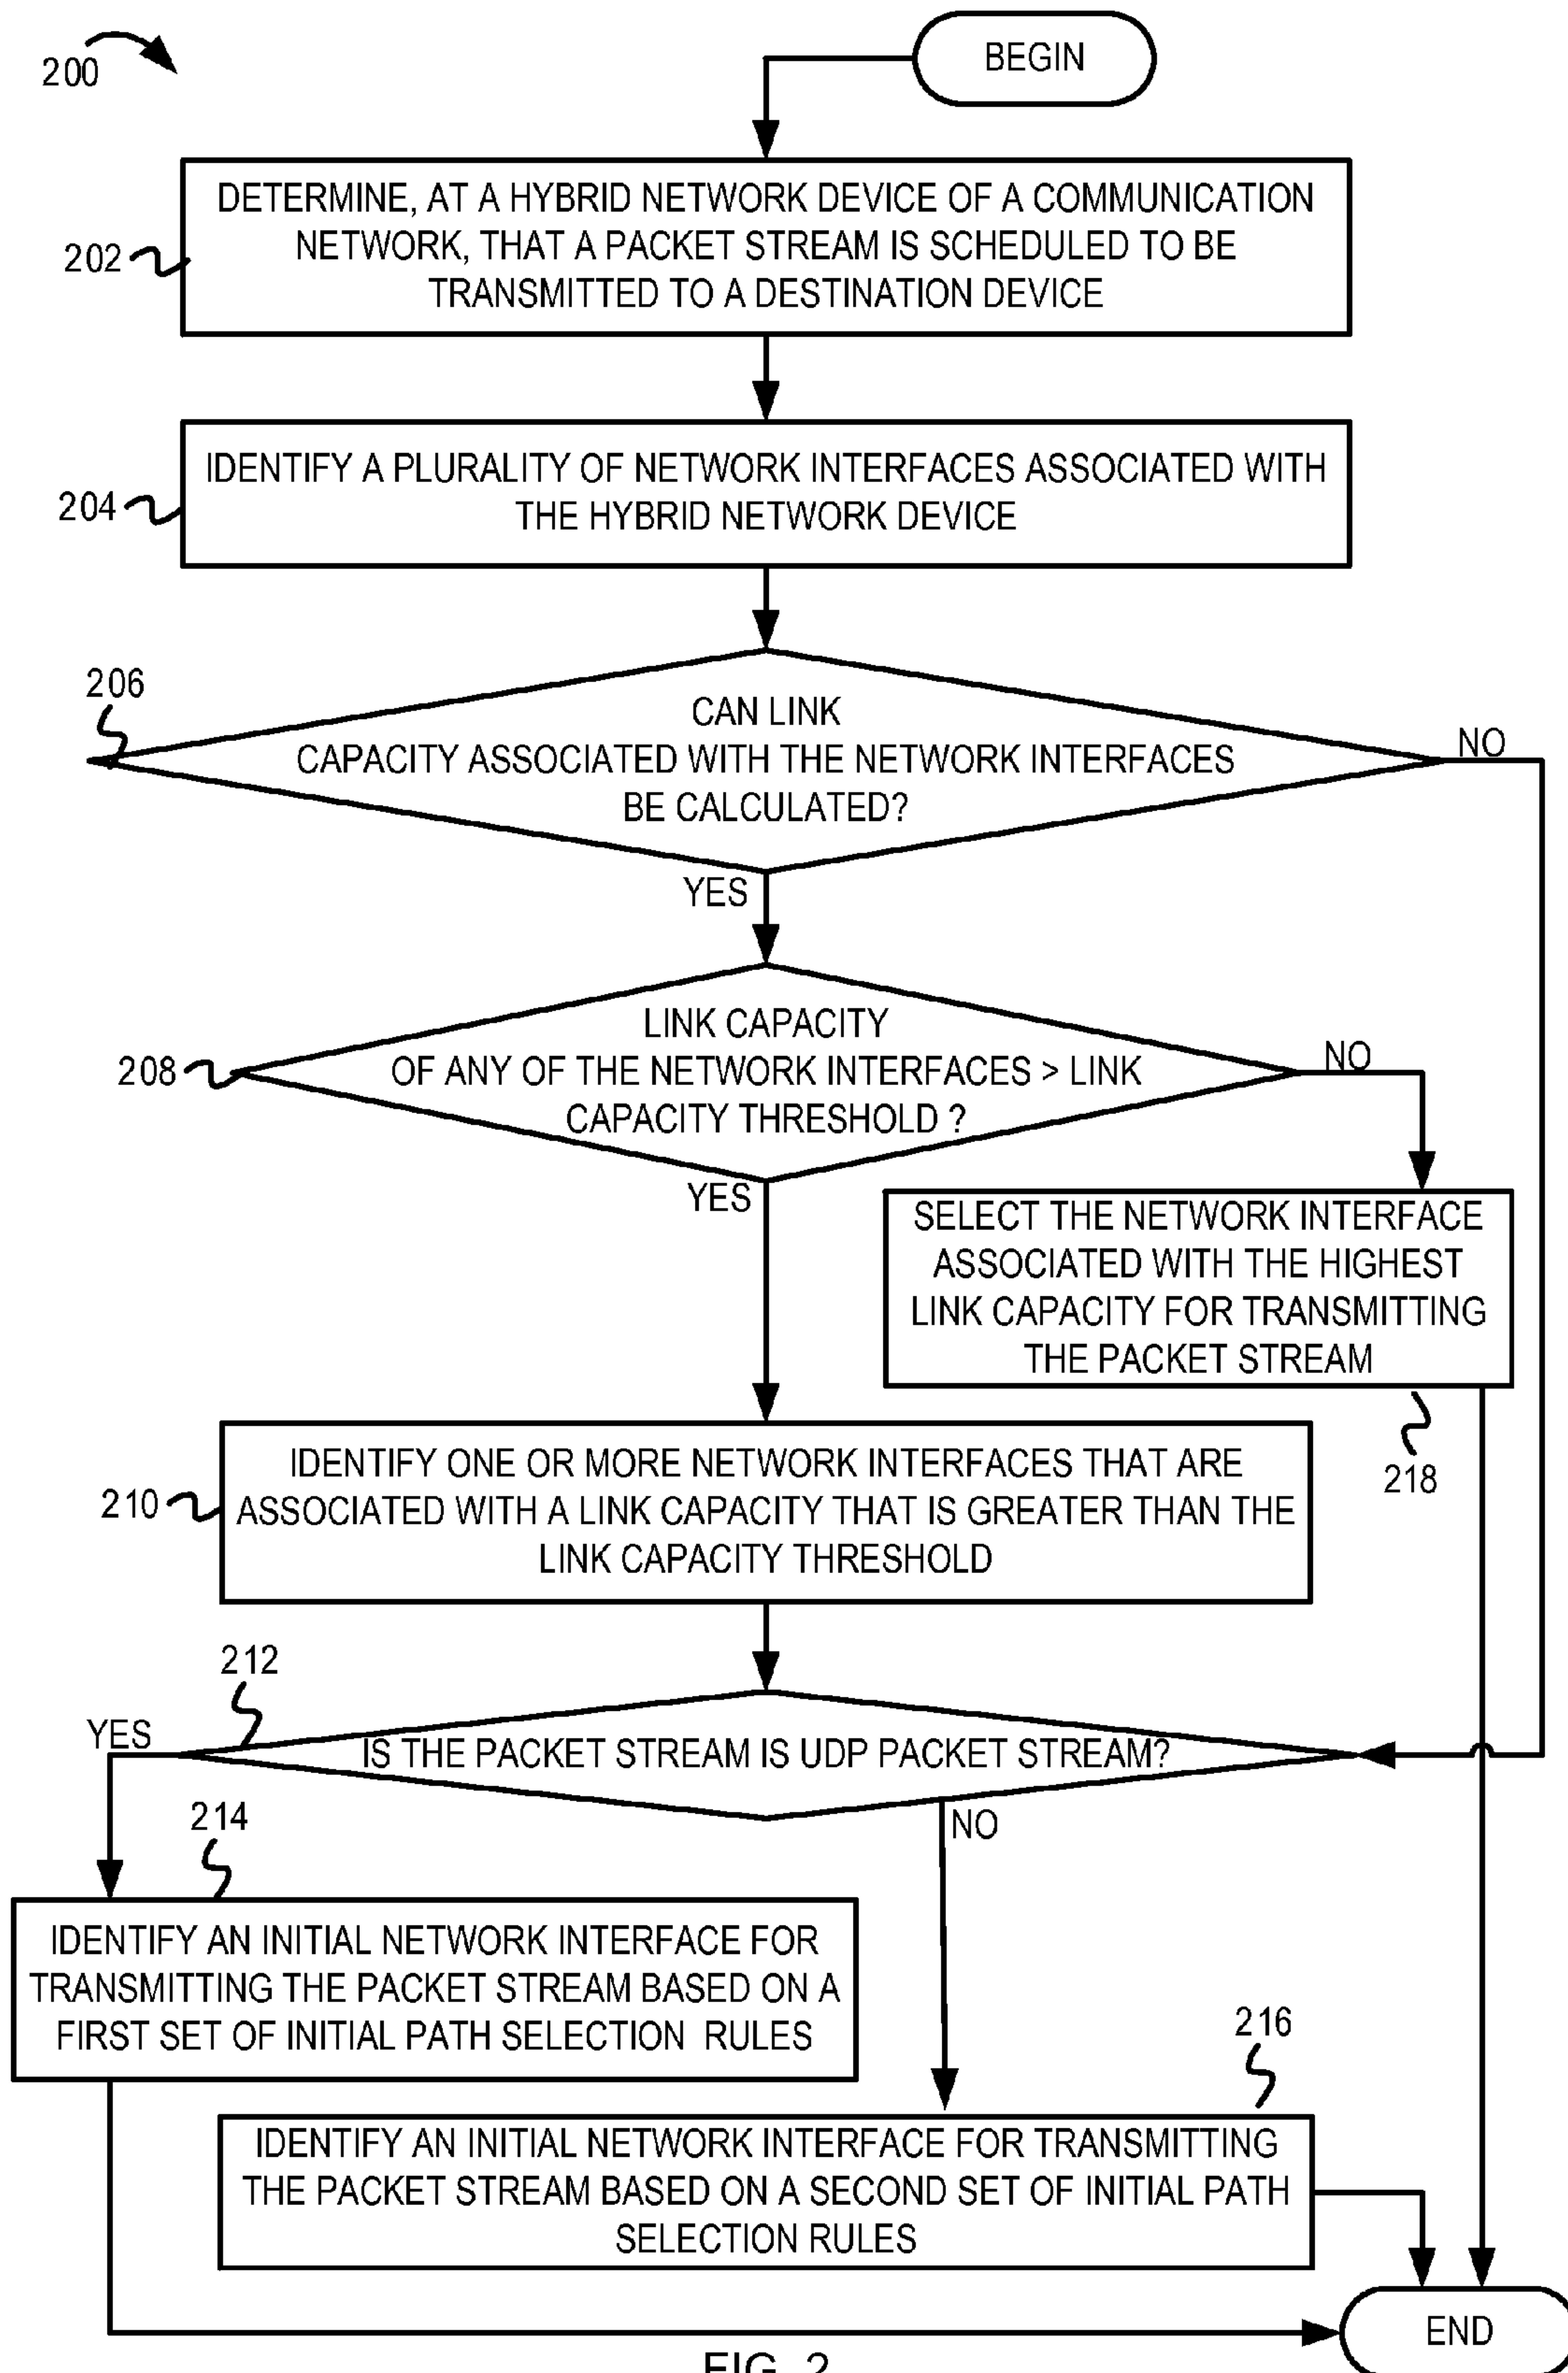 200
BEGIN
DETERMINE, AT A HYBRID NETWORK DEVICE OF A COMMUNICATION
NETWORK, THAT A PACKET STREAM IS SCHEDULED TO BE
TRANSMITTED TO A DESTINATION DEVICE
202
IDENTIFY A PLURALITY OF NETWORK INTERFACES ASSOCIATED WITH
THE HYBRID NETWORK DEVICE
204
206
CAN LINK
CAPACITY ASSOCIATED WITH THE NETWORK INTERFACES
BE CALCULATED?
NO
YES
LINK CAPACITY
OF ANY OF THE NETWORK INTERFACES > LINK
CAPACITY THRESHOLD ?
208
NO
YES
SELECT THE NETWORK INTERFACE
ASSOCIATED WITH THE HIGHEST
LINK CAPACITY FOR TRANSMITTING
THE PACKET STREAM
218
IDENTIFY ONE OR MORE NETWORK INTERFACES THAT ARE
ASSOCIATED WITH A LINK CAPACITY THAT IS GREATER THAN THE
LINK CAPACITY THRESHOLD
210
212
YES
IS THE PACKET STREAM IS UDP PACKET STREAM?
NO
214
IDENTIFY AN INITIAL NETWORK INTERFACE FOR
TRANSMITTING THE PACKET STREAM BASED ON A
FIRST SET OF INITIAL PATH SELECTION RULES
216
IDENTIFY AN INITIAL NETWORK INTERFACE FOR TRANSMITTING
THE PACKET STREAM BASED ON A SECOND SET OF INITIAL PATH
SELECTION RULES
END
FIG. 2